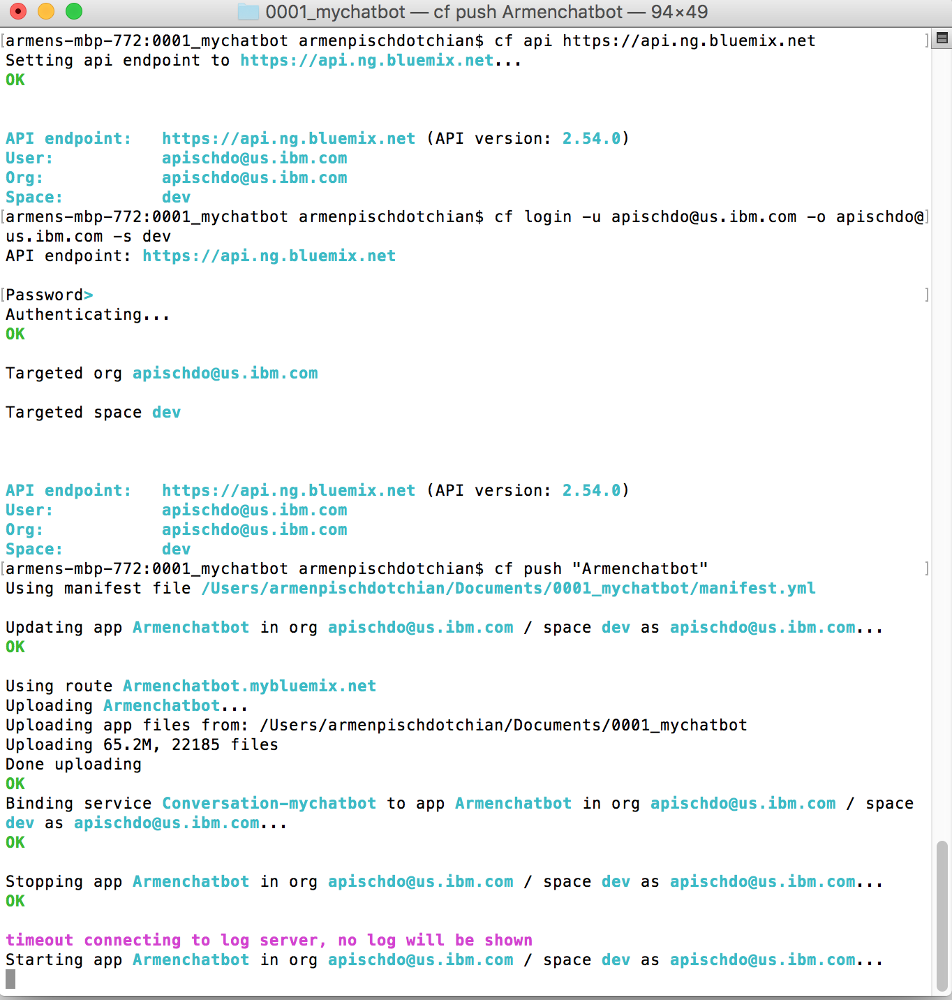 0001_mychatbot — cf push Armenchatbot — 94×49
[armens-mbp-772:0001_mychatbot armenpischdotchian$ cf api https://api.ng.bluemix.net ]
Setting api endpoint to https://api.ng.bluemix.net...
OK
API endpoint: https://api.ng.bluemix.net (API version: 2.54.0)
User: apischdo@us.ibm.com
Org: apischdo@us.ibm.com
Space: dev
[armens-mbp-772:0001_mychatbot armenpischdotchian$ cf login -u apischdo@us.ibm.com -o apischdo@]
us.ibm.com -s dev
API endpoint: https://api.ng.bluemix.net
[Password> ]
Authenticating...
OK
Targeted org apischdo@us.ibm.com
Targeted space dev
API endpoint: https://api.ng.bluemix.net (API version: 2.54.0)
User: apischdo@us.ibm.com
Org: apischdo@us.ibm.com
Space: dev
[armens-mbp-772:0001_mychatbot armenpischdotchian$ cf push "Armenchatbot" ]
Using manifest file /Users/armenpischdotchian/Documents/0001_mychatbot/manifest.yml
Updating app Armenchatbot in org apischdo@us.ibm.com / space dev as apischdo@us.ibm.com...
OK
Using route Armenchatbot.mybluemix.net
Uploading Armenchatbot...
Uploading app files from: /Users/armenpischdotchian/Documents/0001_mychatbot
Uploading 65.2M, 22185 files
Done uploading
OK
Binding service Conversation-mychatbot to app Armenchatbot in org apischdo@us.ibm.com / space
dev as apischdo@us.ibm.com...
OK
Stopping app Armenchatbot in org apischdo@us.ibm.com / space dev as apischdo@us.ibm.com...
OK
timeout connecting to log server, no log will be shown
Starting app Armenchatbot in org apischdo@us.ibm.com / space dev as apischdo@us.ibm.com...